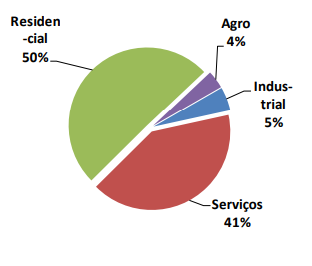 Residen
-cial
50%
Agro
4%
Indus-
trial
5%
Serviços
41%